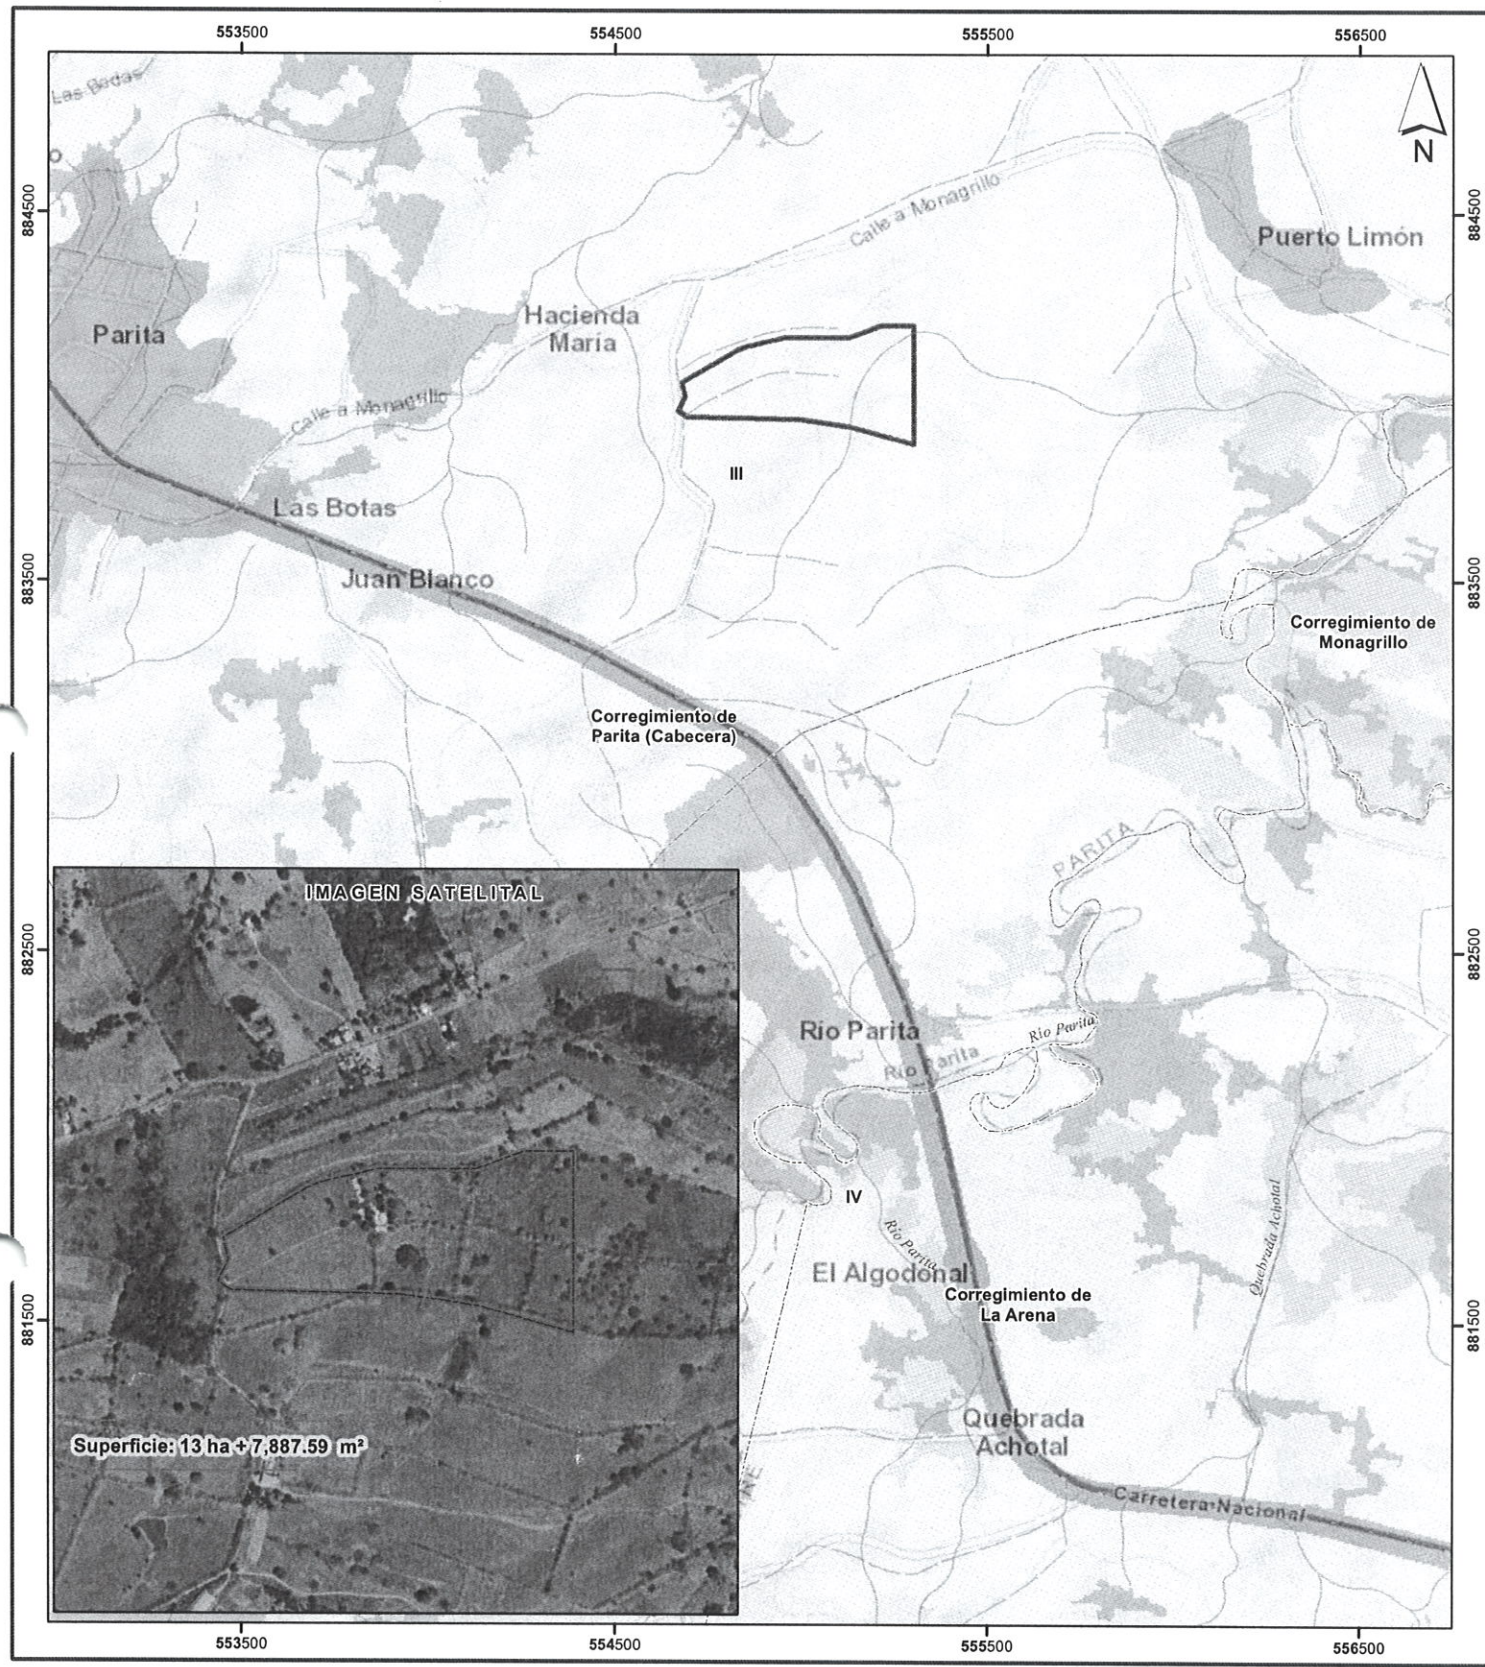 553500
554500
555500
556500
Las Bedas
N
884500
884500
Calle a Monagrillo
Puerto Limón
Parita
Hacienda
María
Calle a Monagrillo
III
Las Botas
883500
Juan Blanco
883500
Corregimiento de
Monagrillo
Corregimiento de
Parita (Cabecera)
PARITA
IMAGEN SATELITAL
882500
882500
Río Parita
Río Parita
Río Parita
IV
Quebrada Achotal
Río Parita
El Algodonal
Corregimiento de
La Arena
881500
881500
Quebrada
Achotal
Superficie: 13 ha + 7,887.59 m²
Carretera Nacional
553500
554500
555500
556500